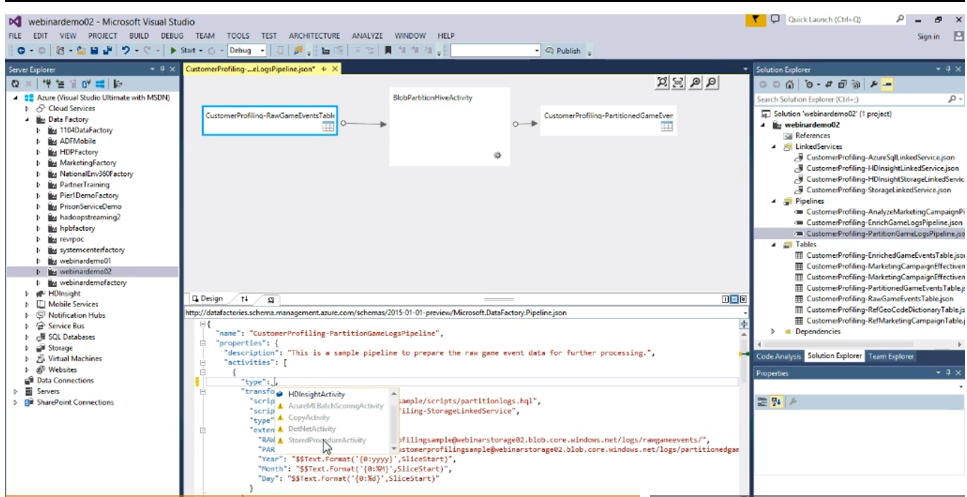 webinardemo02 - Microsoft Visual Studio
Quick Launch (Ctrl+Q)
FILE EDIT VIEW PROJECT BUILD DEBUG TEAM TOOLS TEST ARCHITECTURE ANALYZE WINDOW HELP
Sign in
Start Debug Publish
Server Explorer
Azure (Visual Studio Ultimate with MSDN)
Cloud Services
Data Factory
1104DataFactory
ADFMobile
HDPFactory
MarketingFactory
NationalEnv360Factory
PartnerTraining
Pier1DemoFactory
PrisonServiceDemo
hadoopstreaming2
hpbfactory
revrpoc
systemcenterfactory
webinardemo01
webinardemo02
webinardemofactory
HDInsight
Mobile Services
Notification Hubs
Service Bus
SQL Databases
Storage
Virtual Machines
Websites
Data Connections
Servers
SharePoint Connections
CustomerProfiling-...eLogsPipeline.json*
CustomerProfiling-RawGameEventsTable
BlobPartitionHiveActivity
CustomerProfiling-PartitionedGameEven
Design
http://datafactories.schema.management.azure.com/schemas/2015-01-01-preview/Microsoft.DataFactory.Pipeline.json
{
"name": "CustomerProfiling-PartitionGameLogsPipeline",
"properties": {
"description": "This is a sample pipeline to prepare the raw game event data for further processing.",
"activities": [
{
"type": ,
"transfo
"scrip ample/scripts/partitionlogs.hql",
"scrip iling-StorageLinkedService",
"type"
"exten
"RAW ofilingsample@webinarstorage02.blob.core.windows.net/logs/rawgameevents/",
"PAR ustomerprofilingsample@webinarstorage02.blob.core.windows.net/logs/partitionedgam
"Year": "$$Text.Format('{0:yyyy}',SliceStart)",
"Month": "$$Text.Format('{0:%M}',SliceStart)",
"Day": "$$Text.Format('{0:%d}',SliceStart)"
}
HDInsightActivity
AzureMLBatchScoringActivity
CopyActivity
DotNetActivity
StoredProcedureActivity
Solution Explorer
Search Solution Explorer (Ctrl+;)
Solution 'webinardemo02' (1 project)
webinardemo02
References
LinkedServices
CustomerProfiling-AzureSqlLinkedService.json
CustomerProfiling-HDInsightLinkedService.json
CustomerProfiling-HDInsightStorageLinkedServic
CustomerProfiling-StorageLinkedService.json
Pipelines
CustomerProfiling-AnalyzeMarketingCampaignPi
CustomerProfiling-EnrichGameLogsPipeline.json
CustomerProfiling-PartitionGameLogsPipeline.jso
Tables
CustomerProfiling-EnrichedGameEventsTable.jso
CustomerProfiling-MarketingCampaignEffectiven
CustomerProfiling-MarketingCampaignEffectiven
CustomerProfiling-PartitionedGameEventsTable.js
CustomerProfiling-RawGameEventsTable.json
CustomerProfiling-RefGeoCodeDictionaryTable.js
CustomerProfiling-RefMarketingCampaignTable.j
Dependencies
Code Analysis Solution Explorer Team Explorer
Properties